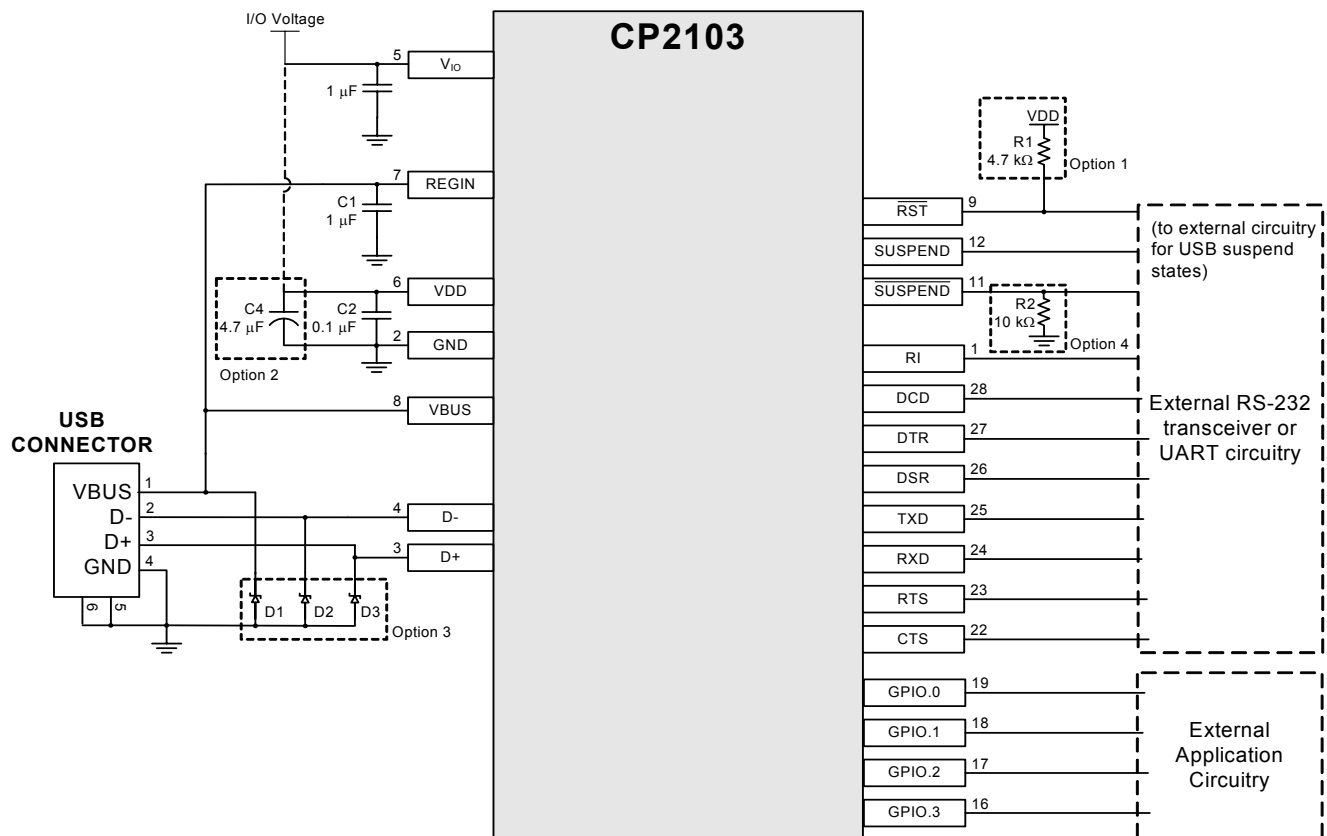 I/O Voltage
CP2103
5
VIO
1 μF
7
REGIN
C1
1 μF
6
VDD
C4
4.7 μF
C2
0.1 μF
2
GND
Option 2
8
VBUS
USB
CONNECTOR
VBUS
1
D-
2
D+
3
GND
4
6
5
4
D-
3
D+
D1
D2
D3
Option 3
VDD
R1
4.7 kΩ
Option 1
RST
9
SUSPEND
12
SUSPEND
11
R2
10 kΩ
Option 4
(to external circuitry
for USB suspend
states)
RI
1
DCD
28
DTR
27
DSR
26
TXD
25
RXD
24
RTS
23
CTS
22
External RS-232
transceiver or
UART circuitry
GPIO.0
19
GPIO.1
18
GPIO.2
17
GPIO.3
16
External
Application
Circuitry